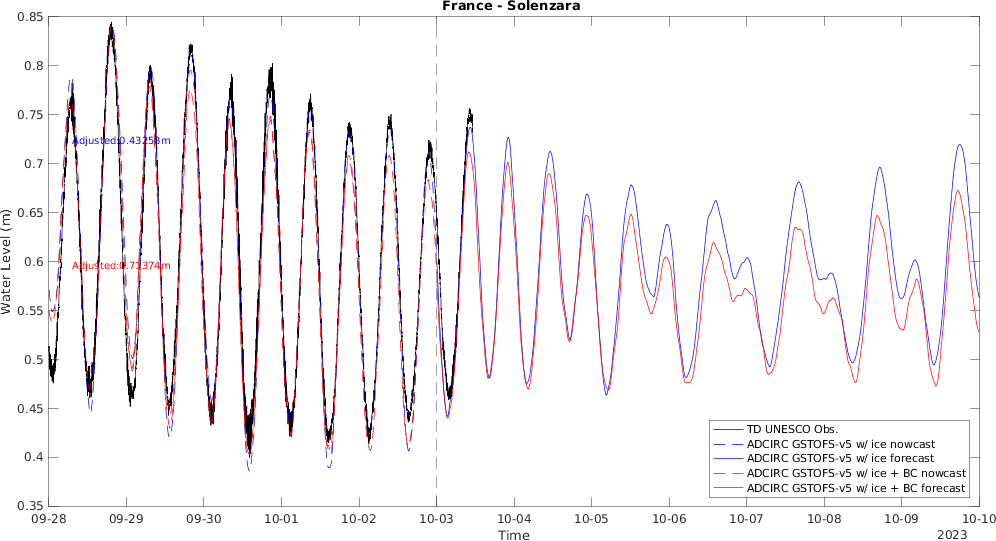 France - Solenzara
0.85
0.8
0.75
0.7
0.65
0.6
0.55
0.5
0.45
0.4
0.35
Water Level (m)
Adjusted:0.43253m
Adjusted:0.71374m
TD UNESCO Obs.
ADCIRC GSTOFS-v5 w/ ice nowcast
ADCIRC GSTOFS-v5 w/ ice forecast
ADCIRC GSTOFS-v5 w/ ice + BC nowcast
ADCIRC GSTOFS-v5 w/ ice + BC forecast
09-28 09-29 09-30 10-01 10-02 10-03 10-04 10-05 10-06 10-07 10-08 10-09 10-10
Time
2023